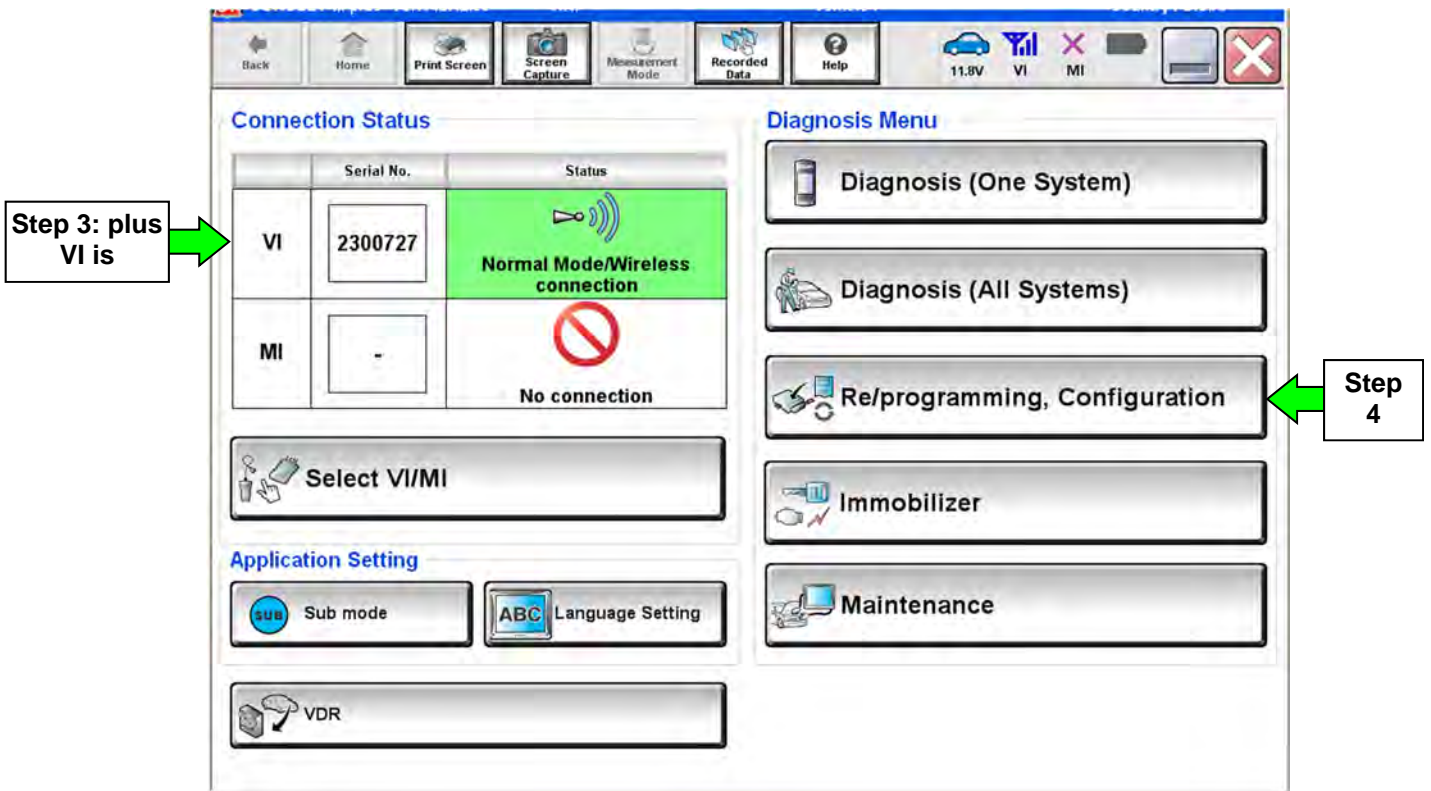 Back
Home
Print Screen
Screen
Capture
Measurement
Mode
Recorded
Data
Help
11.8V
VI
MI
Connection Status
Serial No.
Status
VI
2300727
Normal Mode/Wireless
connection
MI
-
No connection
Select VI/MI
Application Setting
SUB
Sub mode
ABC
Language Setting
VDR
Diagnosis Menu
Diagnosis (One System)
Diagnosis (All Systems)
Re/programming, Configuration
Immobilizer
Maintenance
Step 3: plus
VI is
Step
4